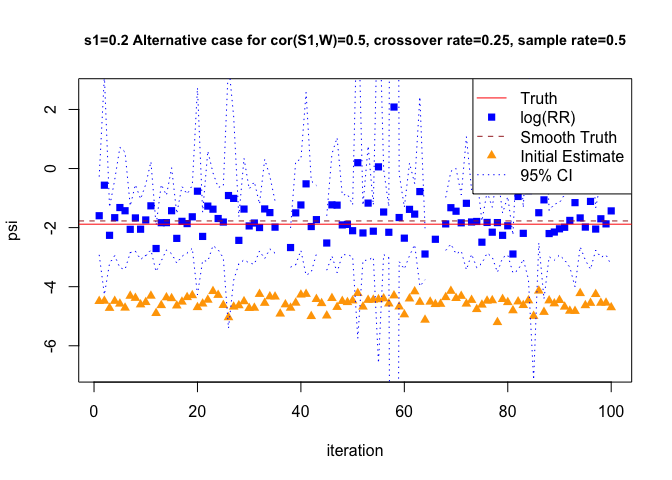 s1=0.2 Alternative case for cor(S1,W)=0.5, crossover rate=0.25, sample rate=0.5
Truth
log(RR)
Smooth Truth
Initial Estimate
95% CI
psi
2
0
-2
-4
-6
0
20
40
60
80
100
iteration